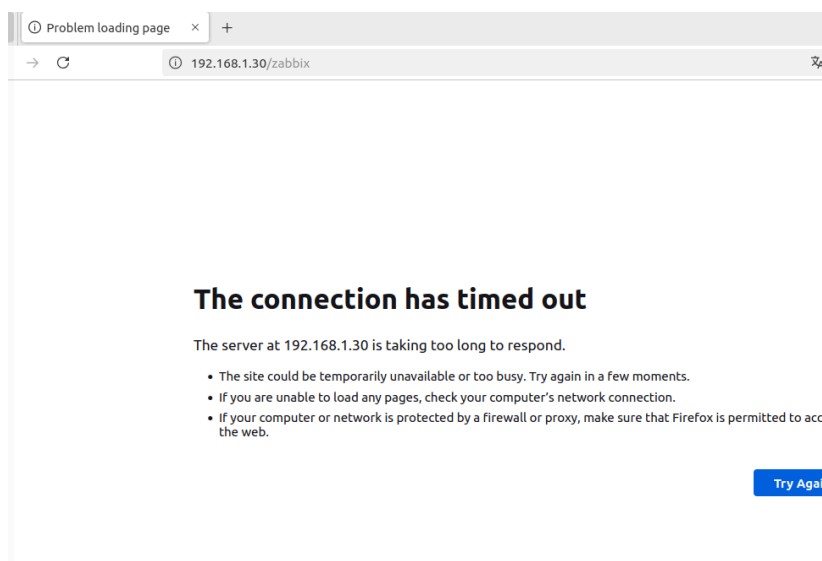 Problem loading page
192.168.1.30/zabbix
The connection has timed out
The server at 192.168.1.30 is taking too long to respond.
• The site could be temporarily unavailable or too busy. Try again in a few moments.
• If you are unable to load any pages, check your computer’s network connection.
• If your computer or network is protected by a firewall or proxy, make sure that Firefox is permitted to acc
the web.
Try Agai